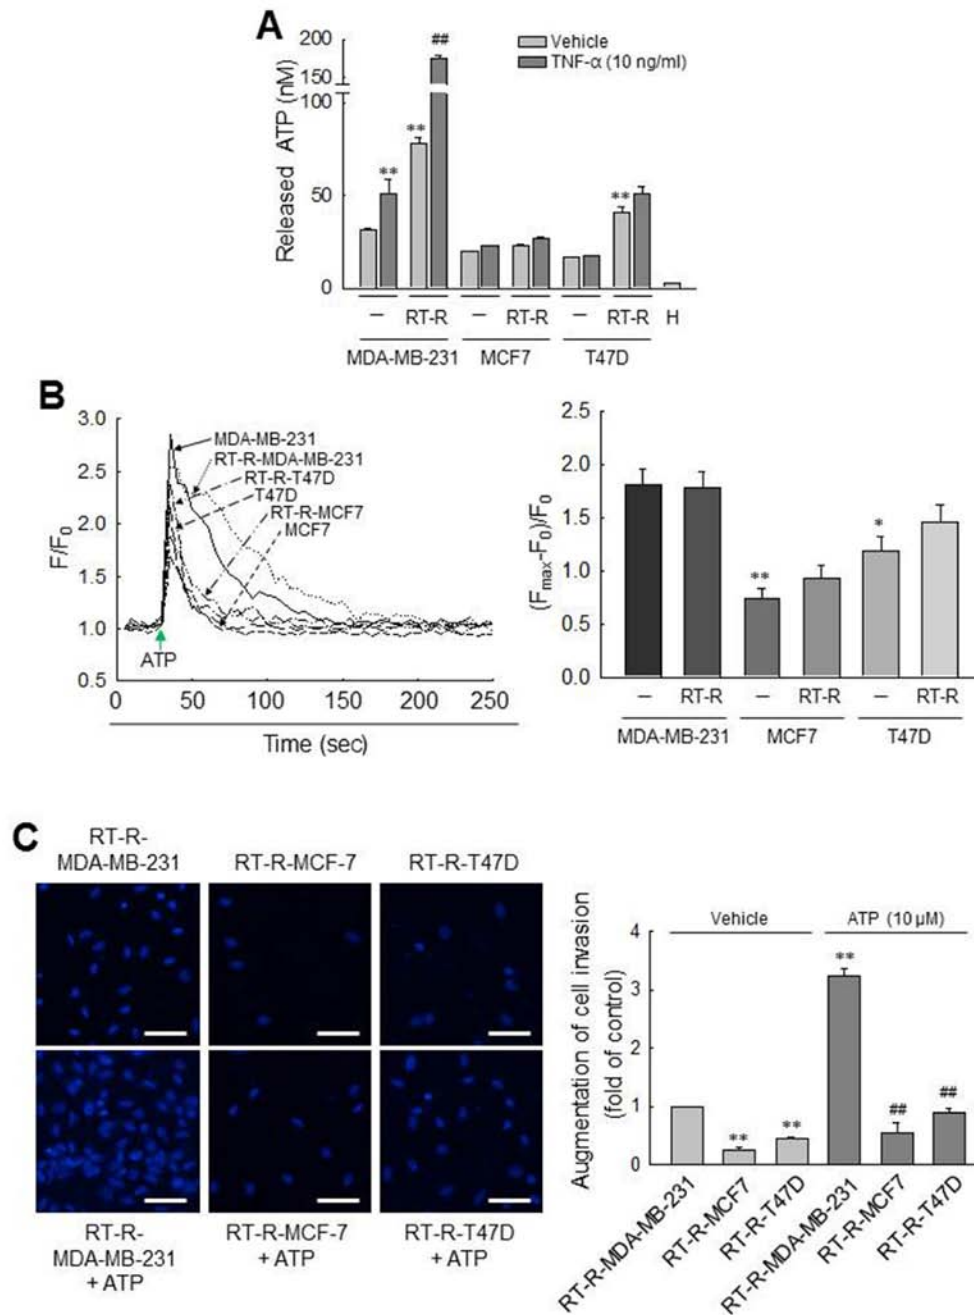 A
200
150
100
50
0
Released ATP (nM)
Vehicle
TNF-α (10 ng/ml)
**
**
##
**
– RT-R – RT-R – RT-R H
MDA-MB-231 MCF7 T47D
B
3.0
2.5
2.0
1.5
1.0
0.5
F/F0
MDA-MB-231
RT-R-MDA-MB-231
RT-R-T47D
T47D
RT-R-MCF7
MCF7
ATP
0 50 100 150 200 250
Time (sec)
2.5
2.0
1.5
1.0
0.5
0.0
(Fmax-F0)/F0
**
*
– RT-R – RT-R – RT-R
MDA-MB-231 MCF7 T47D
C
RT-R-
MDA-MB-231 RT-R-MCF-7 RT-R-T47D
RT-R-
MDA-MB-231
+ ATP
RT-R-MCF-7
+ ATP
RT-R-T47D
+ ATP
Augmentation of cell invasion
(fold of control)
4
3
2
1
0
Vehicle ATP (10 µM)
**
**
**
##
##
RT-R-MDA-MB-231
RT-R-MCF7
RT-R-T47D
RT-R-MDA-MB-231
RT-R-MCF7
RT-R-T47D